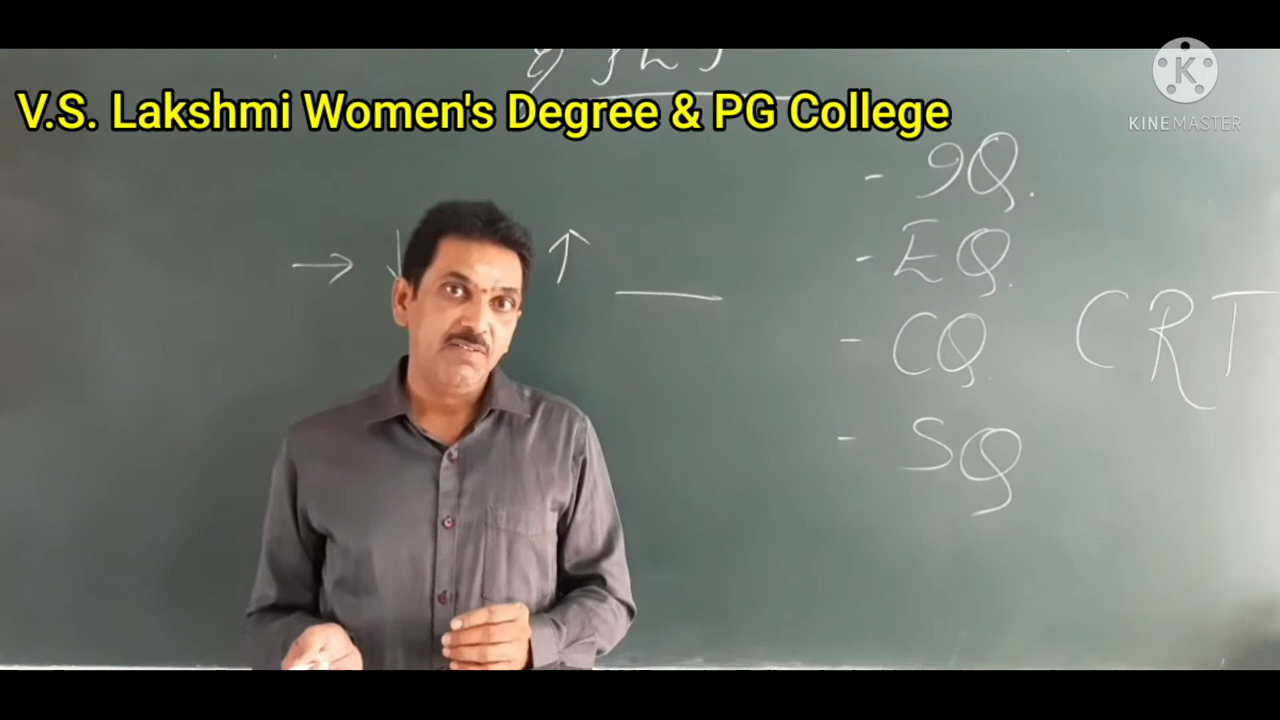 V.S. Lakshmi Women's Degree & PG College
K
KINEMASTER
- IQ.
- EQ.
- CQ.
- SQ
CRT